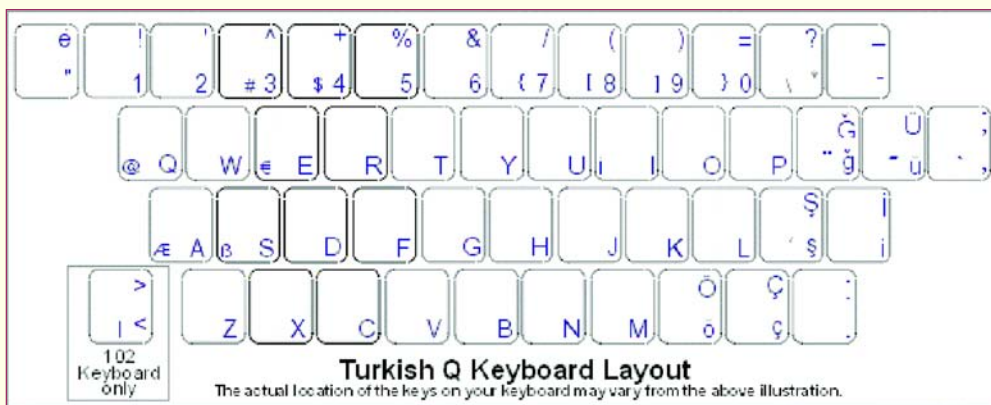 é ! ' ^ + % & / ( ) = ? _
" 1 2 # 3 $ 4 5 6 { 7 [ 8 ] 9 } 0 \ * -
Ğ Ü ;
@ Q W € E R T Y U ı I O P ¨ ğ ~ ü ` ,
Ş İ
Æ A ß S D F G H J K L ´ ş i
> Ö Ç :
| < Z X C V B N M ö ç .
102
Keyboard
only
Turkish Q Keyboard Layout
The actual location of the keys on your keyboard may vary from the above illustration.